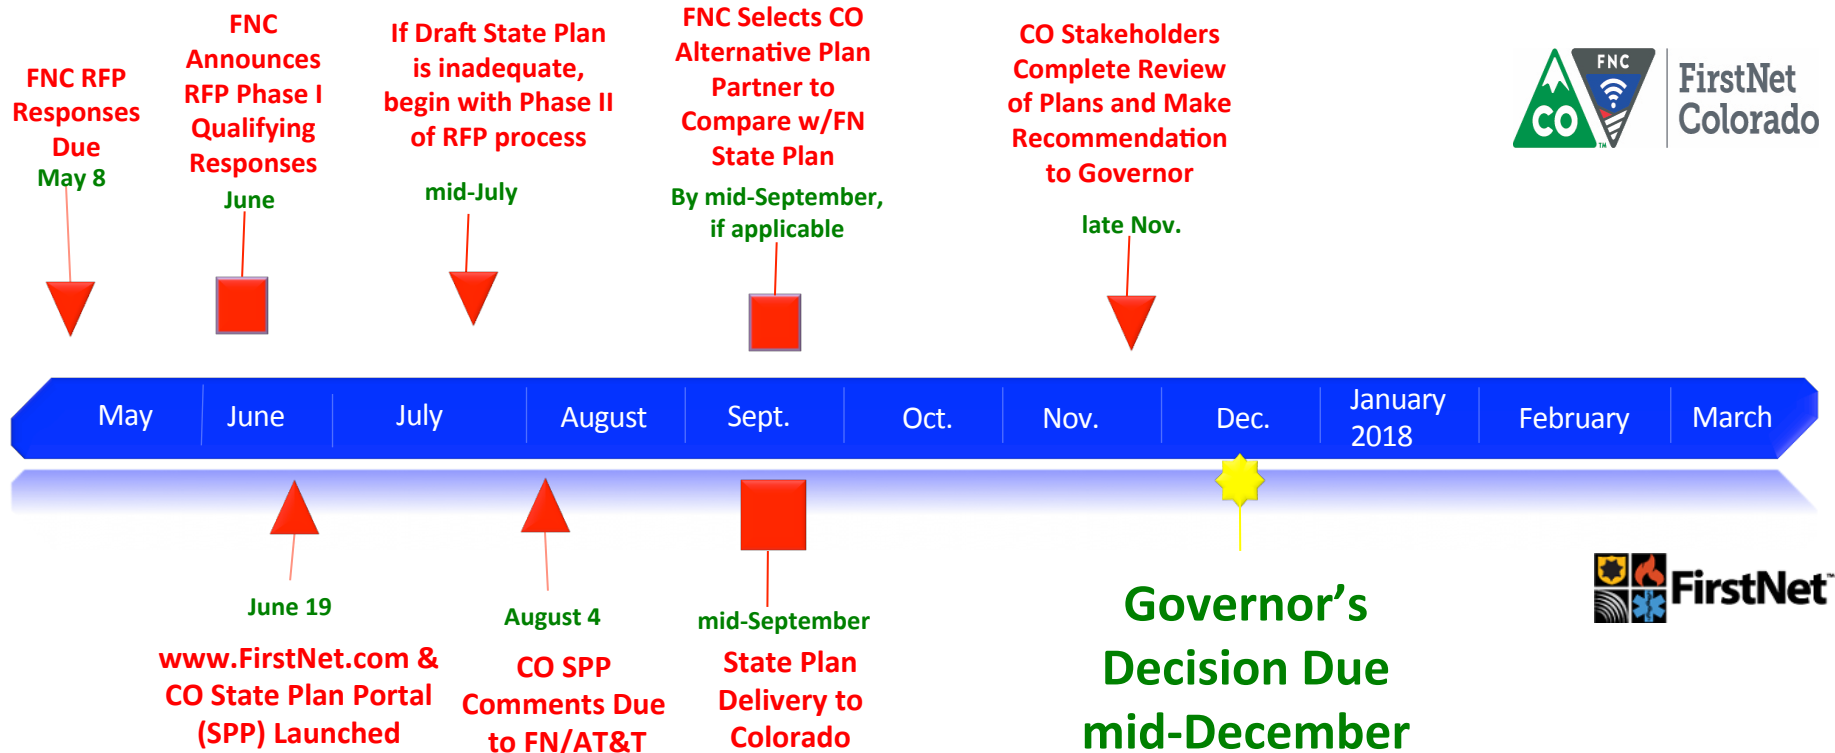 FNC RFP
Responses
Due
May 8
FNC
Announces
RFP Phase I
Qualifying
Responses
June
If Draft State Plan
is inadequate,
begin with Phase II
of RFP process
mid-July
FNC Selects CO
Alternative Plan
Partner to
Compare w/FN
State Plan
By mid-September,
if applicable
CO Stakeholders
Complete Review
of Plans and Make
Recommendation
to Governor
late Nov.
CO
TM
FNC
FirstNet
Colorado
May
June
July
August
Sept.
Oct.
Nov.
Dec.
January
2018
February
March
June 19
www.FirstNet.com &
CO State Plan Portal
(SPP) Launched
August 4
CO SPP
Comments Due
to FN/AT&T
mid-September
State Plan
Delivery to
Colorado
Governor’s
Decision Due
mid-December
FirstNet™